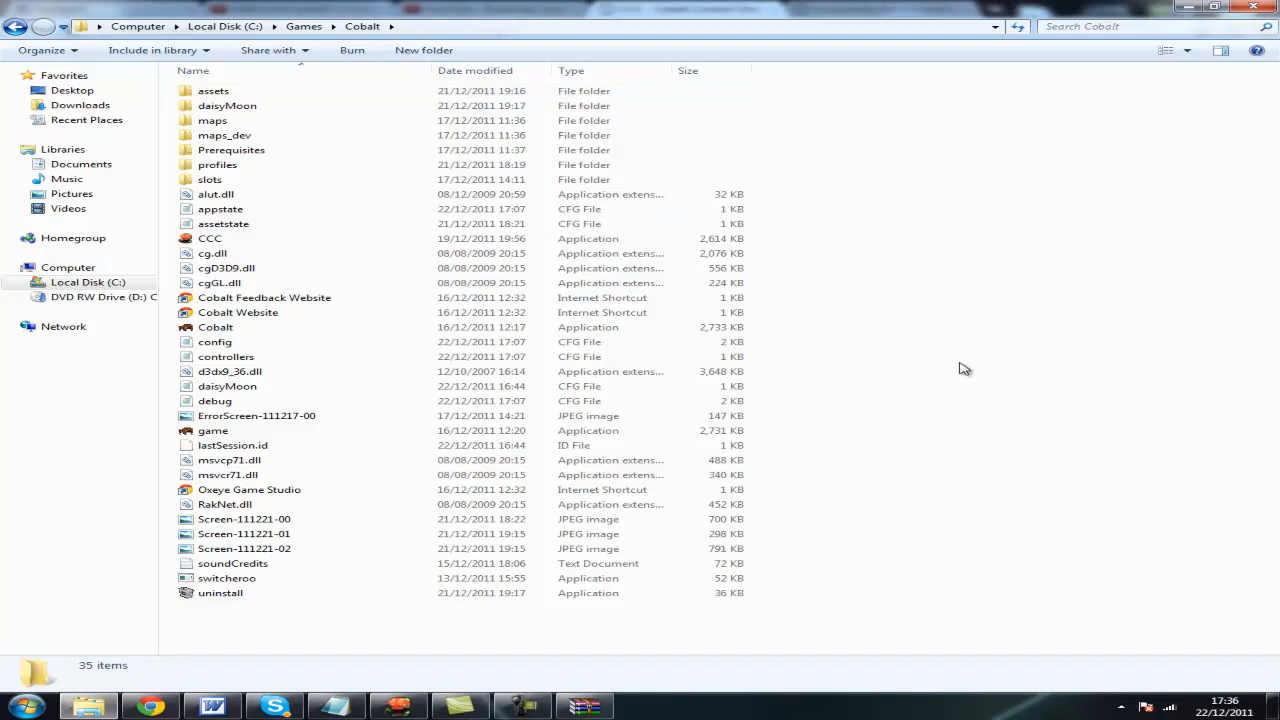 Computer Local Disk (C:) Games Cobalt Search Cobalt
Organize Include in library Share with Burn New folder
Name Date modified Type Size
Favorites
Desktop
Downloads
Recent Places
Libraries
Documents
Music
Pictures
Videos
Homegroup
Computer
Local Disk (C:)
DVD RW Drive (D:) C
Network
assets 21/12/2011 19:16 File folder
daisyMoon 21/12/2011 19:17 File folder
maps 17/12/2011 11:36 File folder
maps_dev 17/12/2011 11:36 File folder
Prerequisites 17/12/2011 11:37 File folder
profiles 21/12/2011 18:19 File folder
slots 17/12/2011 14:11 File folder
alut.dll 08/12/2009 20:59 Application extens... 32 KB
appstate 22/12/2011 17:07 CFG File 1 KB
assetstate 21/12/2011 18:21 CFG File 1 KB
CCC 19/12/2011 19:56 Application 2,614 KB
cg.dll 08/08/2009 20:15 Application extens... 2,076 KB
cgD3D9.dll 08/08/2009 20:15 Application extens... 556 KB
cgGL.dll 08/08/2009 20:15 Application extens... 224 KB
Cobalt Feedback Website 16/12/2011 12:32 Internet Shortcut 1 KB
Cobalt Website 16/12/2011 12:32 Internet Shortcut 1 KB
Cobalt 16/12/2011 12:17 Application 2,733 KB
config 22/12/2011 17:07 CFG File 2 KB
controllers 22/12/2011 17:07 CFG File 1 KB
d3dx9_36.dll 12/10/2007 16:14 Application extens... 3,648 KB
daisyMoon 22/12/2011 16:44 CFG File 1 KB
debug 22/12/2011 17:07 CFG File 2 KB
ErrorScreen-111217-00 17/12/2011 14:21 JPEG image 147 KB
game 16/12/2011 12:20 Application 2,731 KB
lastSession.id 22/12/2011 16:44 ID File 1 KB
msvcp71.dll 08/08/2009 20:15 Application extens... 488 KB
msvcr71.dll 08/08/2009 20:15 Application extens... 340 KB
Oxeye Game Studio 16/12/2011 12:32 Internet Shortcut 1 KB
RakNet.dll 08/08/2009 20:15 Application extens... 452 KB
Screen-111221-00 21/12/2011 18:22 JPEG image 700 KB
Screen-111221-01 21/12/2011 19:15 JPEG image 298 KB
Screen-111221-02 21/12/2011 19:15 JPEG image 791 KB
soundCredits 15/12/2011 18:06 Text Document 72 KB
switcheroo 13/12/2011 15:55 Application 52 KB
uninstall 21/12/2011 19:17 Application 36 KB
35 items
17:36
22/12/2011